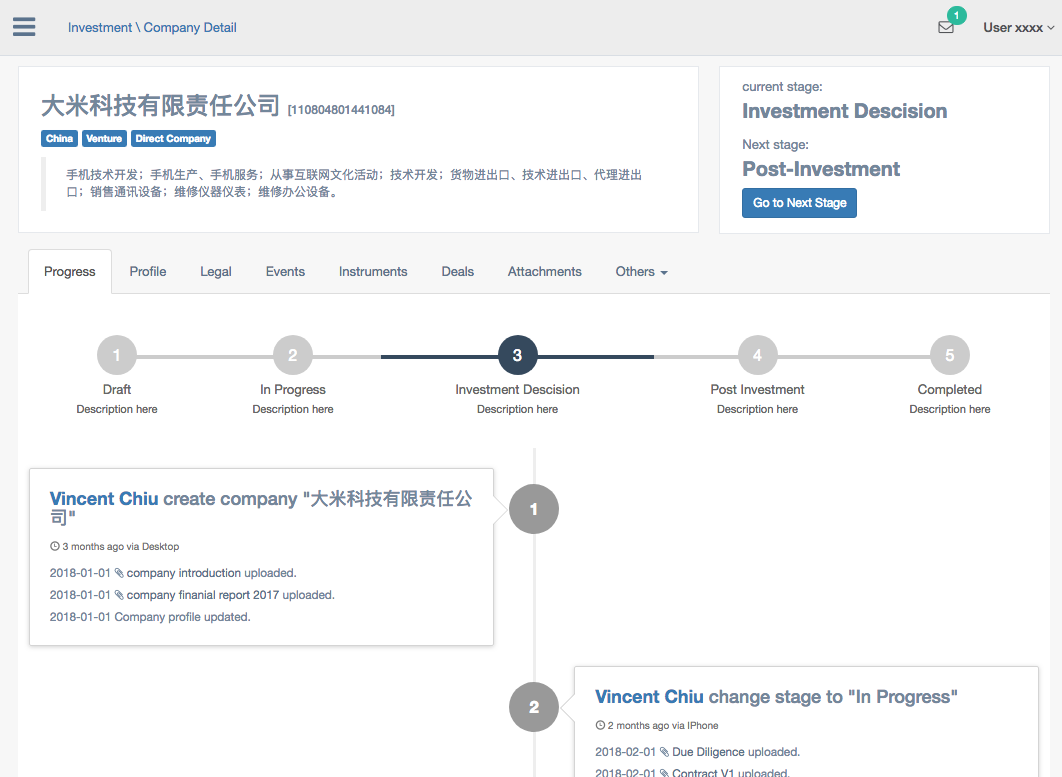 Investment \ Company Detail
1
User xxxx
大米科技有限责任公司 [110804801441084]
China Venture Direct Company
手机技术开发；手机生产、手机服务；从事互联网文化活动；技术开发；货物进出口、技术进出口、代理进出
口；销售通讯设备；维修仪器仪表；维修办公设备。
current stage:
Investment Descision
Next stage:
Post-Investment
Go to Next Stage
Progress Profile Legal Events Instruments Deals Attachments Others
1 2 3 4 5
Draft In Progress Investment Descision Post Investment Completed
Description here Description here Description here Description here Description here
Vincent Chiu create company "大米科技有限责任公
司"
3 months ago via Desktop
2018-01-01 company introduction uploaded.
2018-01-01 company finanial report 2017 uploaded.
2018-01-01 Company profile updated.
1
2
Vincent Chiu change stage to "In Progress"
2 months ago via IPhone
2018-02-01 Due Diligence uploaded.
2018-02-01 Contract V1 uploaded.